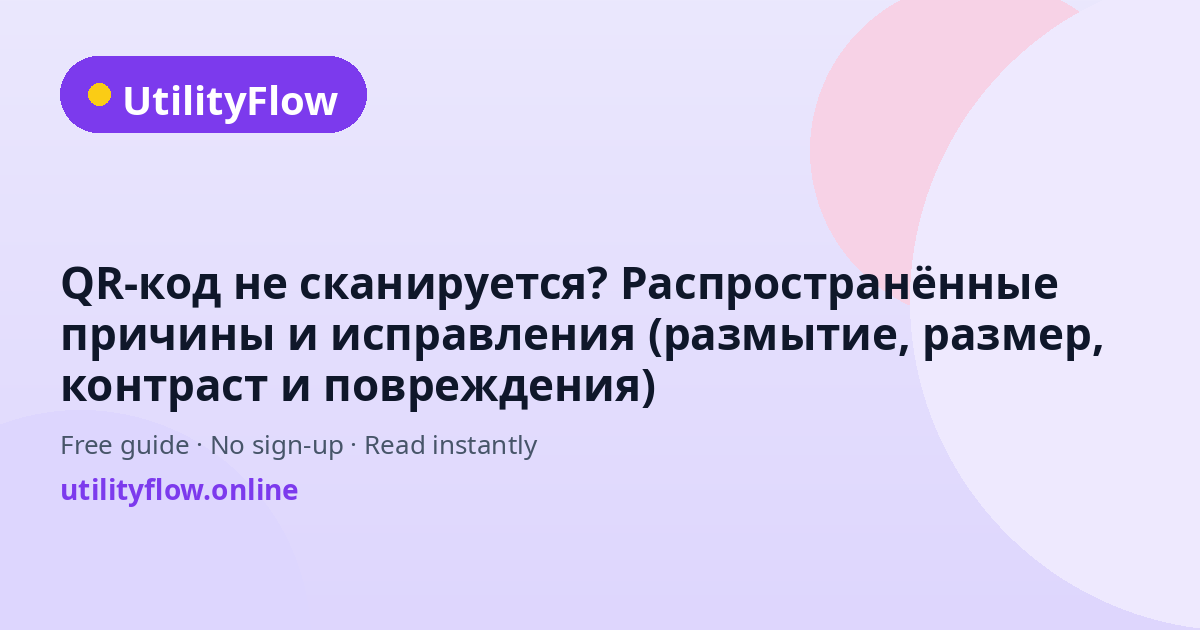 UtilityFlow
QR-код не сканируется? Распространённые
причины и исправления (размытие, размер,
контраст и повреждения)
Free guide · No sign-up · Read instantly
utilityflow.online